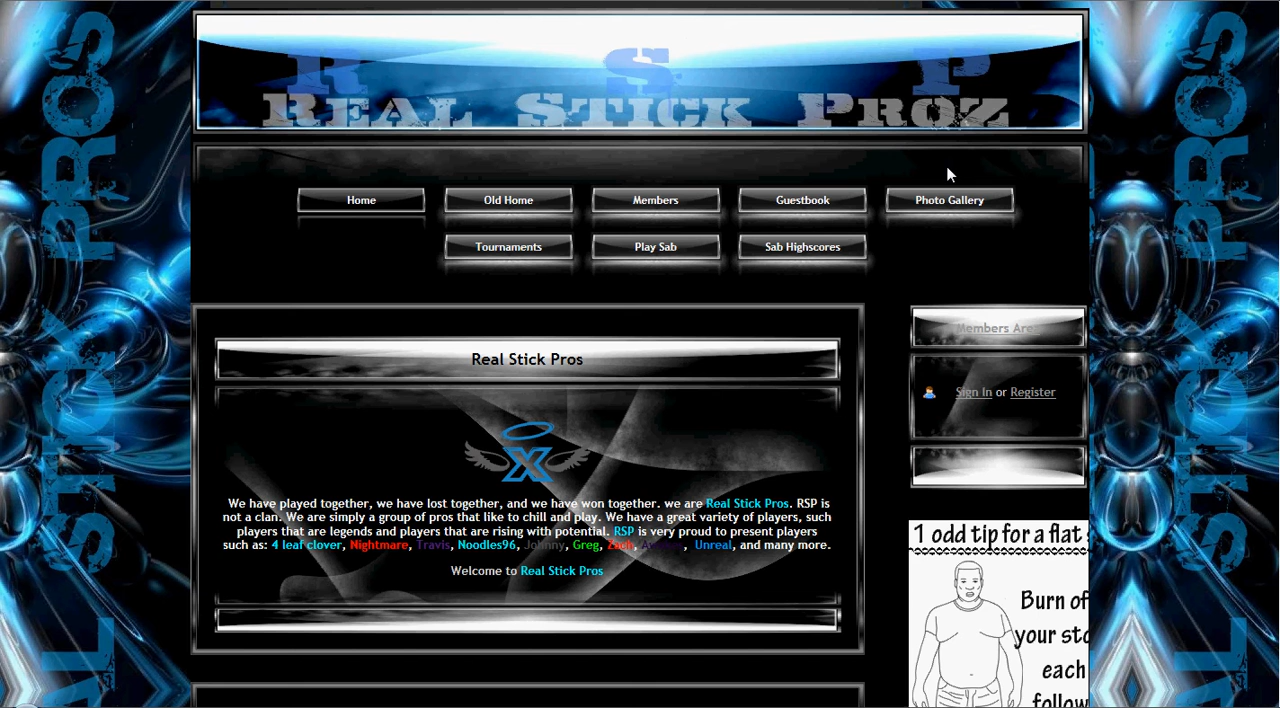 R S P
Real Stick Proz
Home Old Home Members Guestbook Photo Gallery
Tournaments Play Sab Sab Highscores
Real Stick Pros
X
We have played together, we have lost together, and we have won together. we are Real Stick Pros. RSP is
not a clan. We are simply a group of pros that like to chill and play. We have a great variety of players, such
players that are legends and players that are rising with potential. RSP is very proud to present players
such as: 4 leaf clover, Nightmare, Travis, Noodles96, Johnny, Greg, Zach, , Unreal, and many more.
Welcome to Real Stick Pros
Members Area
Sign In or Register
1 odd tip for a flat
Burn of
your sto
each
follow
STICK PROS
STICK PROS